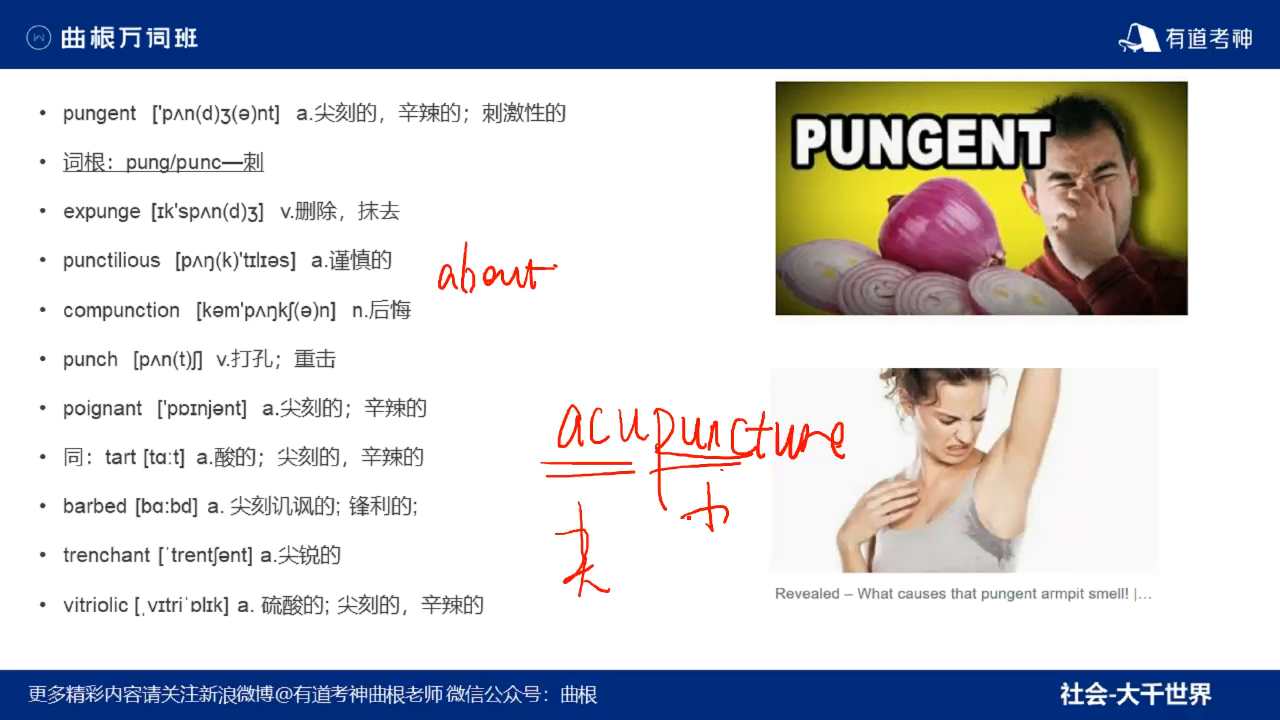 曲根万词班
有道考神
• pungent ['pʌn(d)ʒ(ə)nt] a.尖刻的，辛辣的；刺激性的
• 词根：pung/punc—刺
• expunge [ɪk'spʌn(d)ʒ] v.删除，抹去
• punctilious [pʌŋ(k)'tɪlɪəs] a.谨慎的
about
• compunction [kəm'pʌŋkʃ(ə)n] n.后悔
• punch [pʌn(t)ʃ] v.打孔；重击
• poignant ['pɒɪnjənt] a.尖刻的；辛辣的
acupuncture
• 同：tart [tɑːt] a.酸的；尖刻的，辛辣的
• barbed [bɑːbd] a. 尖刻讥讽的; 锋利的;
• trenchant [ˈtrentʃənt] a.尖锐的
• vitriolic [ˌvɪtriˈɒlɪk] a. 硫酸的; 尖刻的，辛辣的
PUNGENT
Revealed – What causes that pungent armpit smell! |...
更多精彩内容请关注新浪微博@有道考神曲根老师 微信公众号：曲根
社会-大千世界